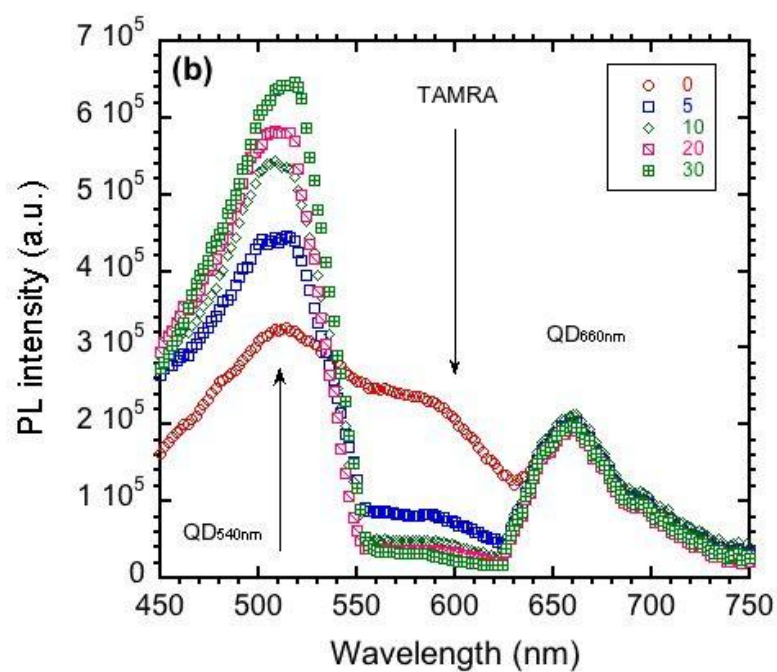 7 10⁵
6 10⁵
5 10⁵
4 10⁵
3 10⁵
2 10⁵
1 10⁵
0
PL intensity (a.u.)
(b)
TAMRA
0
5
10
20
30
QD660nm
QD540nm
450 500 550 600 650 700 750
Wavelength (nm)